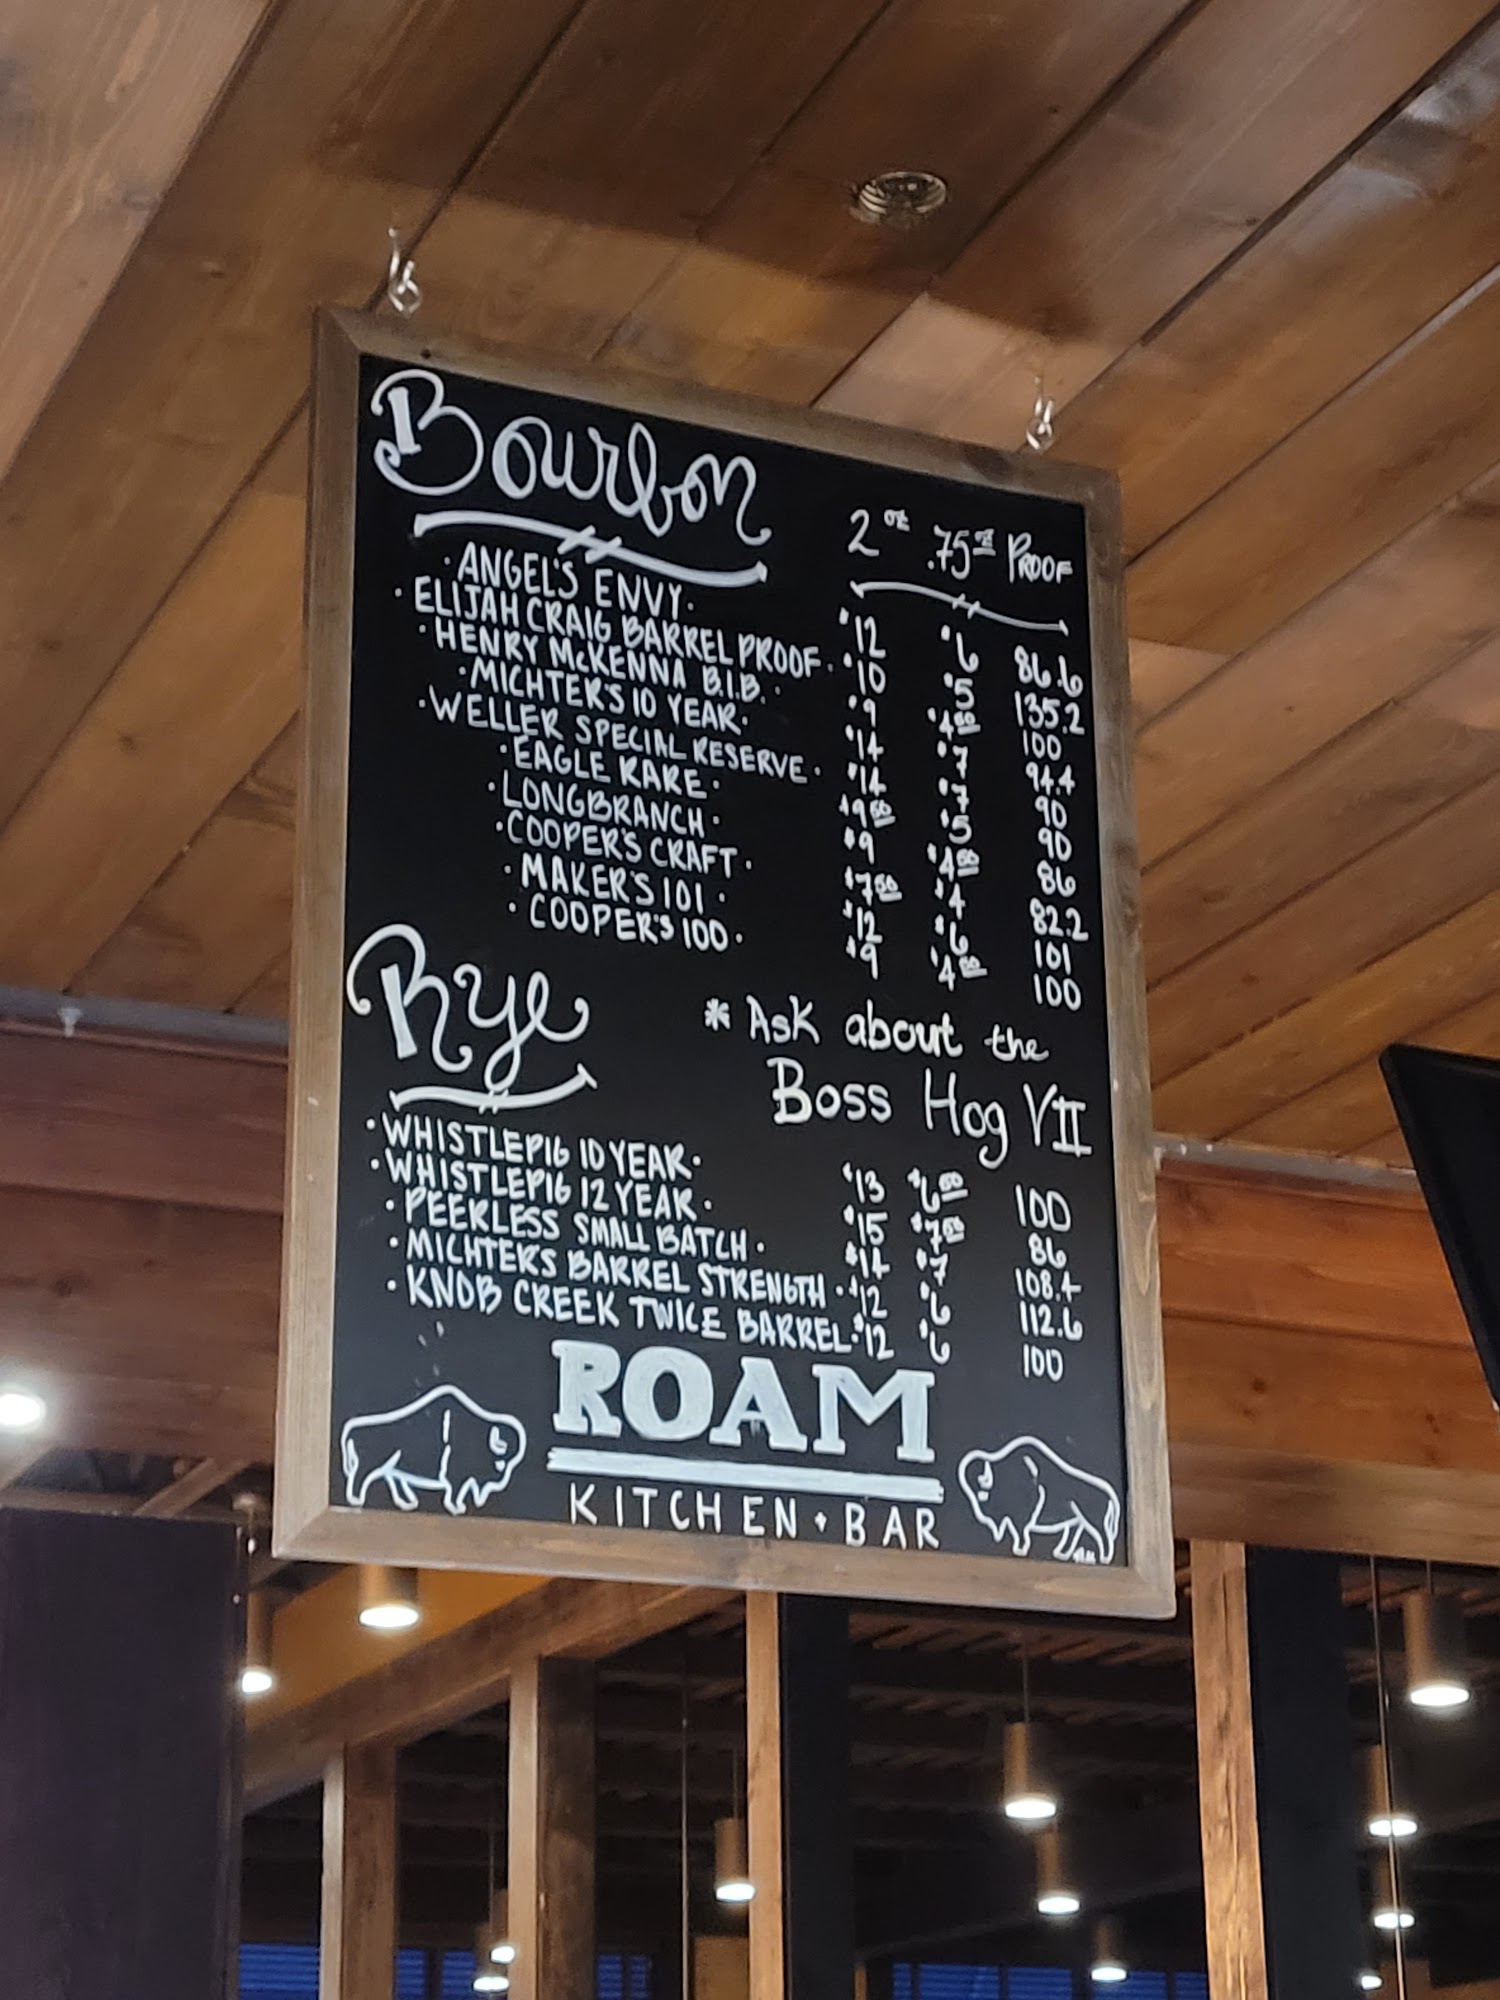 Bourbon
2 oz .75 oz PROOF
· ANGEL'S ENVY · $12 $6 86.6
· ELIJAH CRAIG BARREL PROOF · $10 $5 135.2
· HENRY McKENNA B.I.B. · $9 $4.50 100
· MICHTER'S 10 YEAR · $14 $7 94.4
· WELLER SPECIAL RESERVE · $14 $7 90
· EAGLE RARE · $9.50 $5 90
· LONGBRANCH · $9 $4.50 86
· COOPER'S CRAFT · $7.50 $4 82.2
· MAKER'S 101 · $12 $6 101
· COOPER'S 100 · $9 $4.50 100
Rye
* Ask about the
Boss Hog VII
· WHISTLEPIG 10 YEAR · $13 $6.50 100
· WHISTLEPIG 12 YEAR · $15 $7.50 86
· PEERLESS SMALL BATCH · $14 $7 108.4
· MICHTERS BARREL STRENGTH · $12 $6 112.6
· KNOB CREEK TWICE BARREL · $12 $6 100
ROAM
KITCHEN + BAR